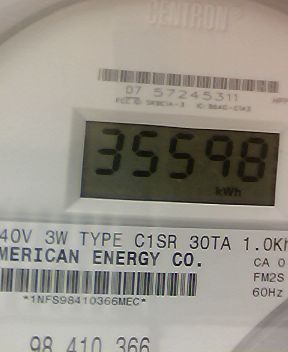 CENTRON®
07 57245311
35598
kWh
40V 3W TYPE C1SR 30TA 1.0Kh
MERICAN ENERGY CO.
CA 0
FM2S
60Hz
*1NFS98410366MEC*
98 410 366